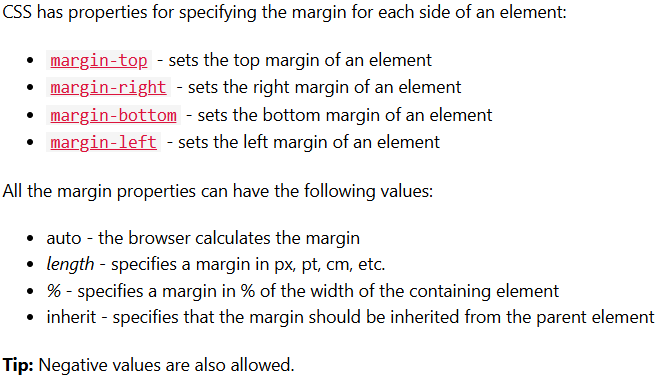 CSS has properties for specifying the margin for each side of an element:
• margin-top - sets the top margin of an element
• margin-right - sets the right margin of an element
• margin-bottom - sets the bottom margin of an element
• margin-left - sets the left margin of an element
All the margin properties can have the following values:
• auto - the browser calculates the margin
• length - specifies a margin in px, pt, cm, etc.
• % - specifies a margin in % of the width of the containing element
• inherit - specifies that the margin should be inherited from the parent element
Tip: Negative values are also allowed.